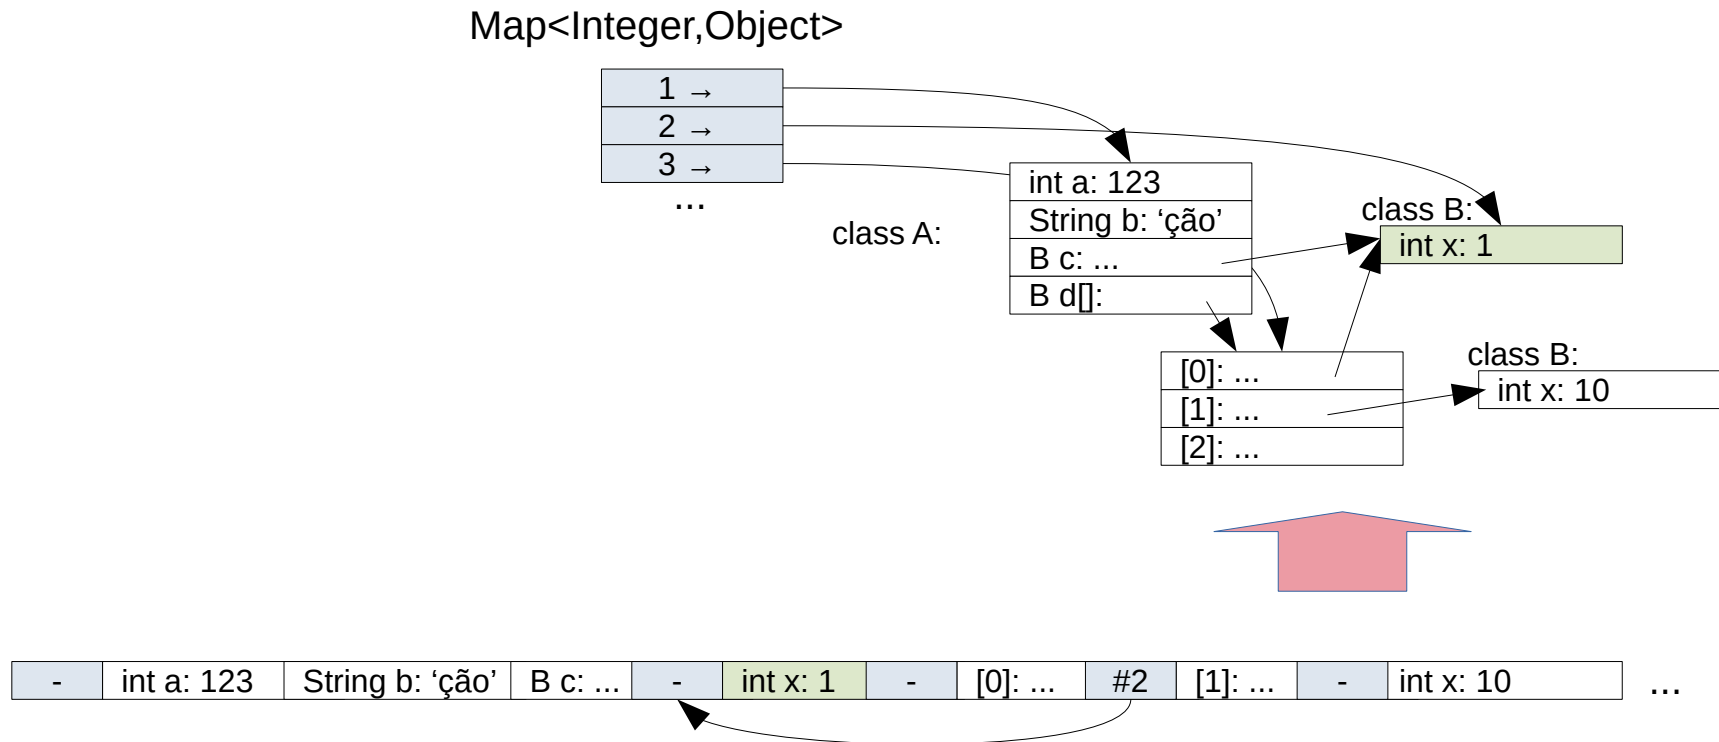 Map<Integer,Object>
1 →
2 →
3 →
...
class A:
int a: 123
String b: ‘ção’
B c: ...
B d[]:
class B:
int x: 1
[0]: ...
[1]: ...
[2]: ...
class B:
int x: 10
- int a: 123 String b: ‘ção’ B c: ... - int x: 1 - [0]: ... #2 [1]: ... - int x: 10 ...